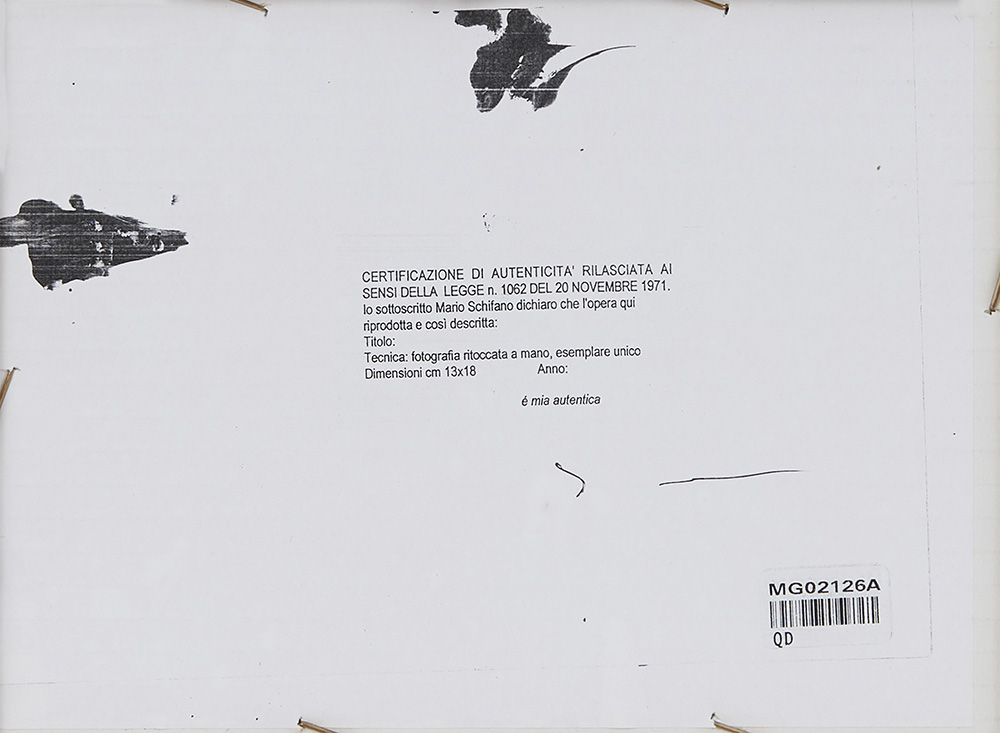 CERTIFICAZIONE DI AUTENTICITA' RILASCIATA AI
SENSI DELLA LEGGE n. 1062 DEL 20 NOVEMBRE 1971.
Io sottoscritto Mario Schifano dichiaro che l'opera qui
riprodotta e così descritta:
Titolo:
Tecnica: fotografia ritoccata a mano, esemplare unico
Dimensioni cm 13x18 Anno:
é mia autentica
MG02126A
QD